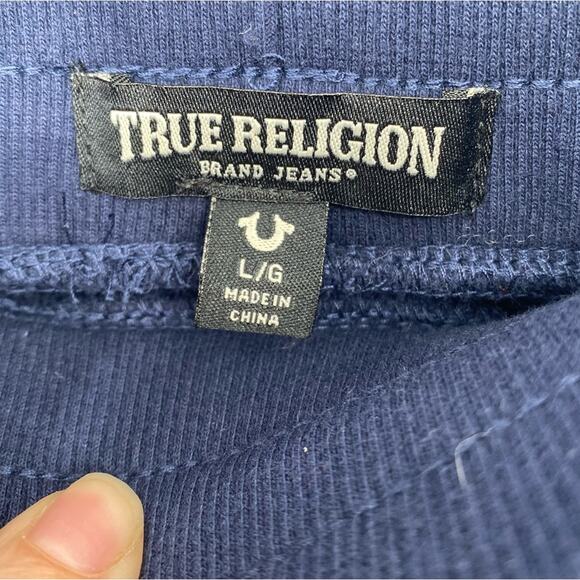 TRUE RELIGION
BRAND JEANS®
L/G
MADE IN
CHINA